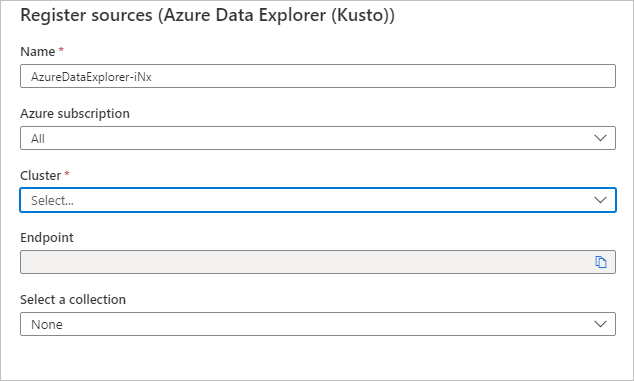 Register sources (Azure Data Explorer (Kusto))
Name *
AzureDataExplorer-iNx
Azure subscription
All
Cluster *
Select...
Endpoint
Select a collection
None